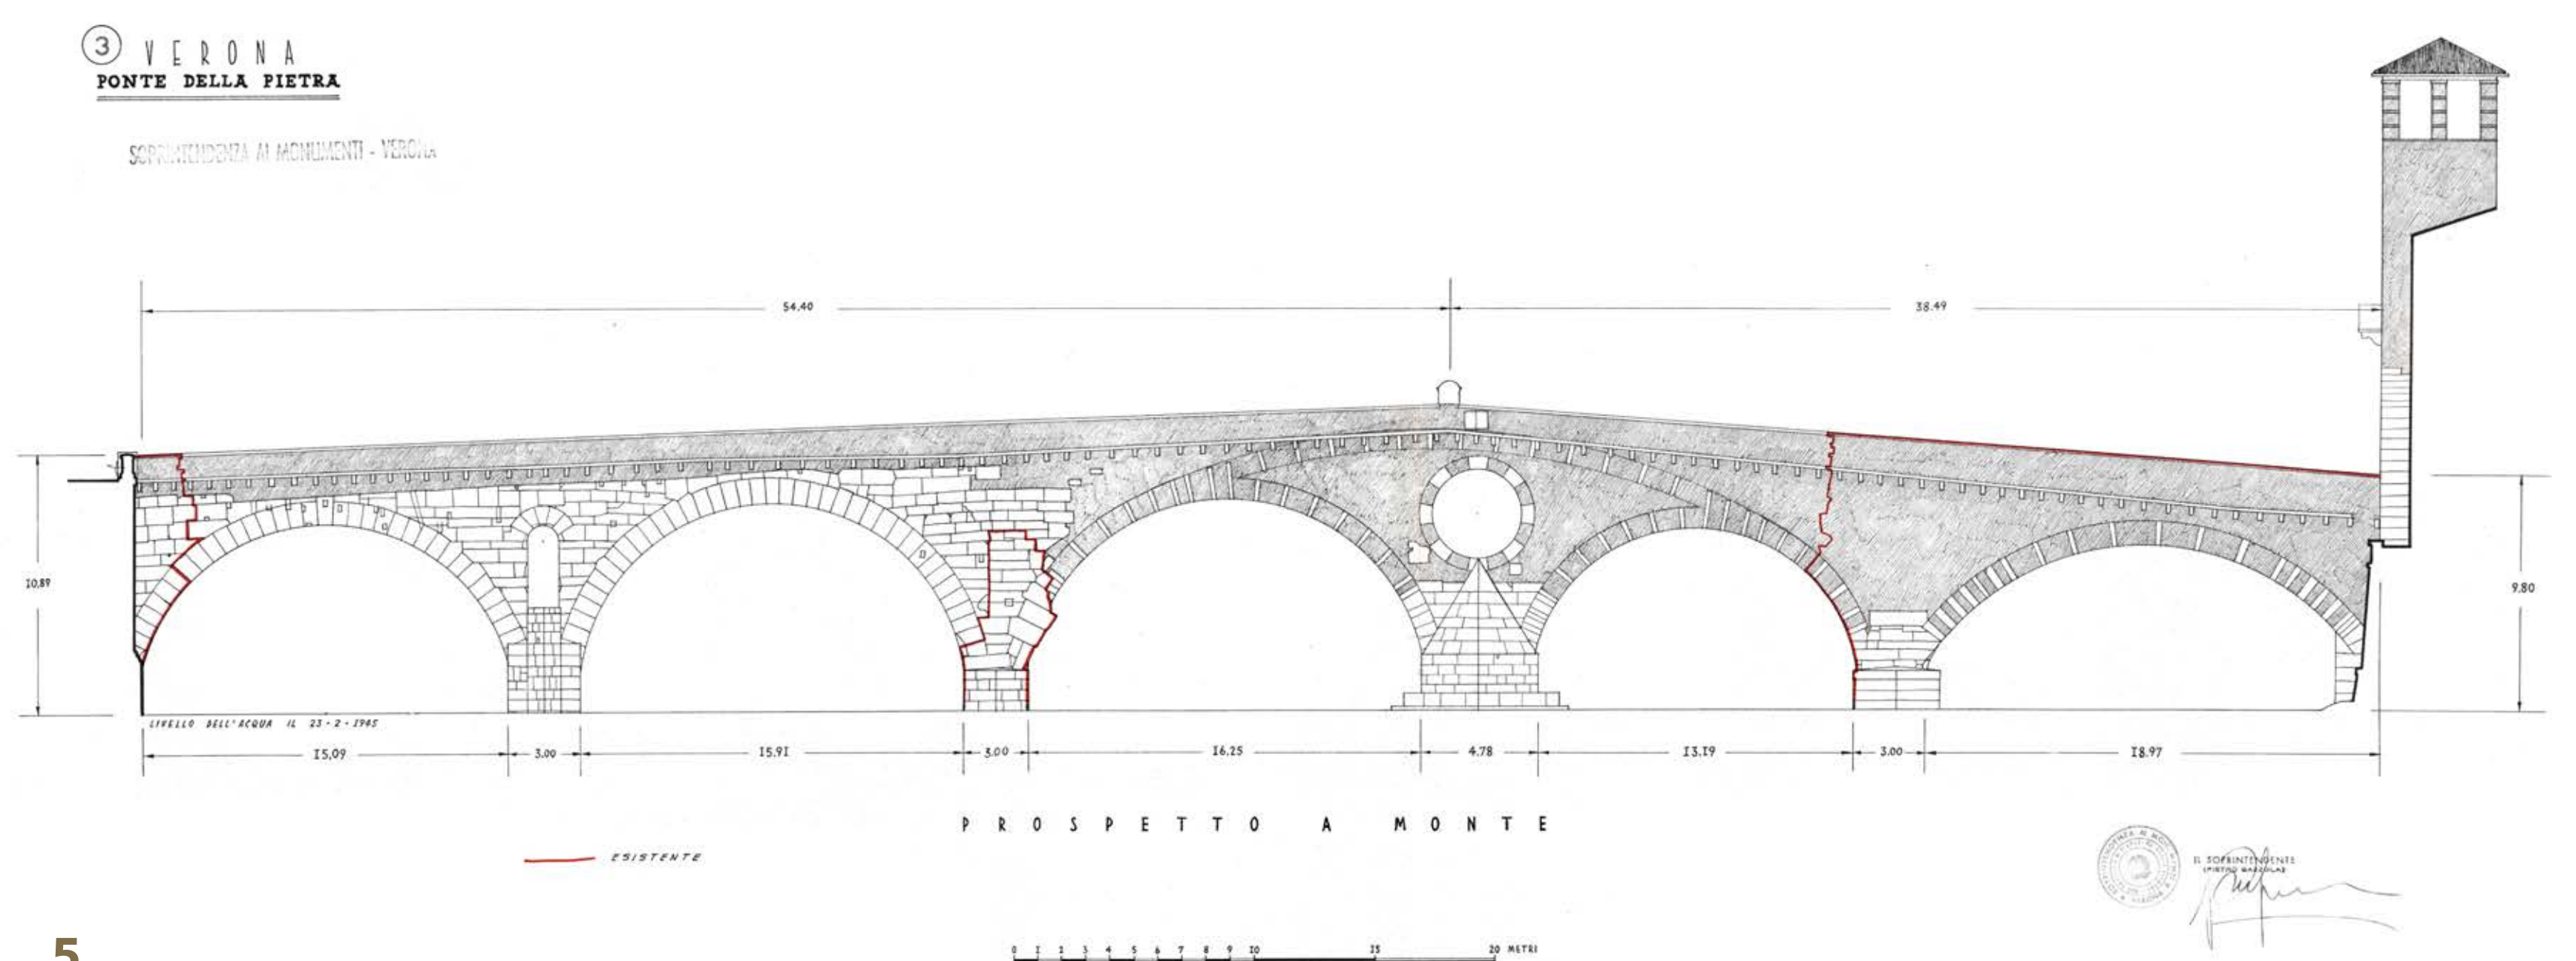 3
VERONA
PONTE DELLA PIETRA
SOPRINTENDENZA AI MONUMENTI - VERONA
54.40
38.49
10.89
9.80
LIVELLO DELL'ACQUA IL 23-2-1945
15.09
3.00
15.91
3.00
16.25
4.78
13.19
3.00
18.97
PROSPETTO A MONTE
ESISTENTE
IL SOPRINTENDENTE
(PIETRO GAZZOLA)
0 1 2 3 4 5 6 7 8 9 10 15 20 METRI
5